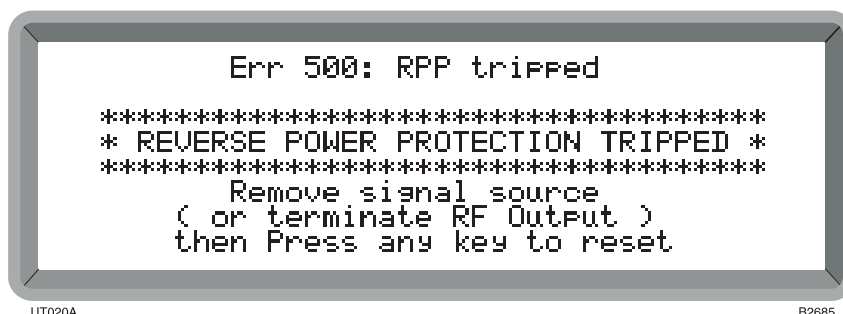 Err 500: RPP tripped
*************************************
* REVERSE POWER PROTECTION TRIPPED *
*************************************
Remove signal source
( or terminate RF Output )
then Press any key to reset
UT020A
B2685